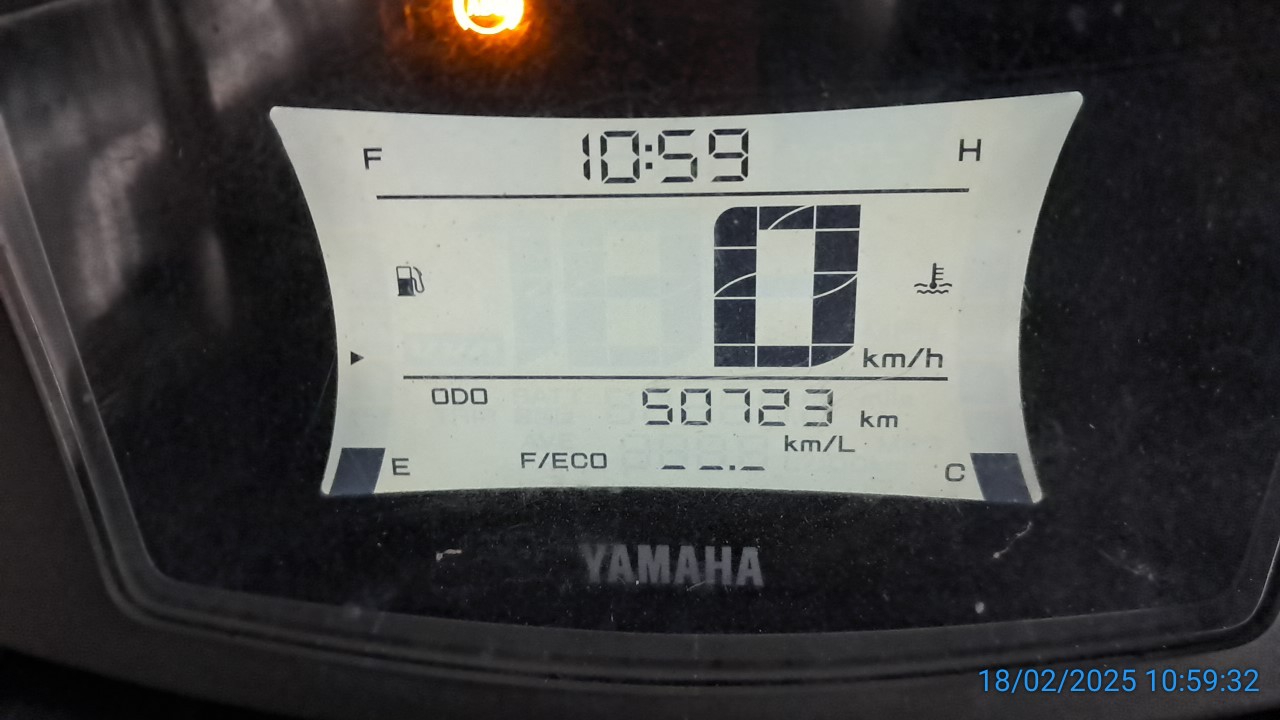 F 10:59 H
0 km/h
ODO 50723 km
km/L
E F/ECO --.- C
YAMAHA
18/02/2025 10:59:32